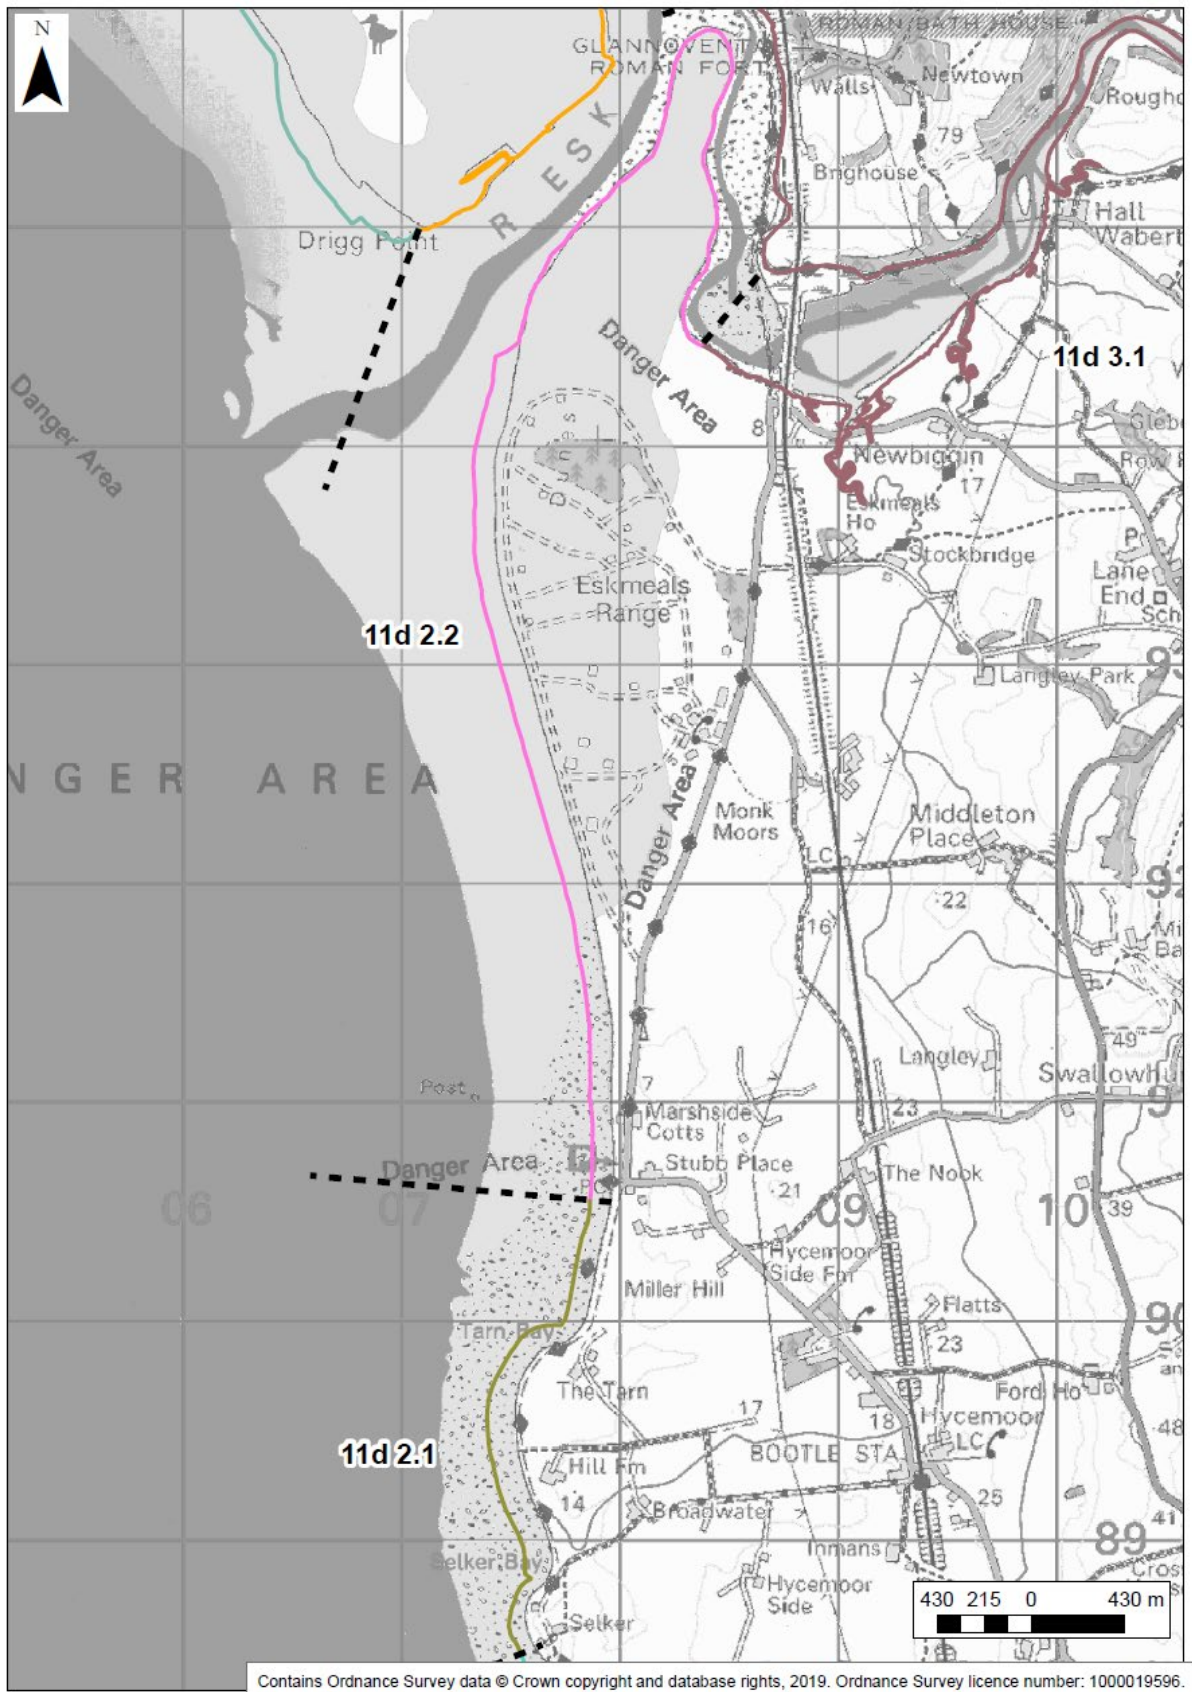 N
GLANNOVENTA
ROMAN FORT
ROMAN BATH HOUSE
Walls
Newtown
79
Brighouse
Hall
R ESK
Drigg Point
Danger Area
Danger Area
11d 3.1
8
Dunes
Newbiggin
17
Eskmeals
Ho
Stockbridge
Lane
End
Eskmeals
Range
11d 2.2
Langley Park
AREA
Monk
Moors
Danger Area
Middleton
Place
LC
22
16
Langley
49
Post
7
Marshside
Cotts
23
Danger Area
Stubb Place
The Nook
PC
21
06
07
09
10
39
Hycemoor
Side Fm
Miller Hill
Flatts
Tarn Bay
23
90
The Tarn
Ford Ho
17
18
Hycemoor
LC
48
11d 2.1
BOOTLE STA
Hill Fm
14
25
Broadwater
41
Selker Bay
Inmans
89
Hycemoor
Side
Selker
430 215 0 430 m
Contains Ordnance Survey data © Crown copyright and database rights, 2019. Ordnance Survey licence number: 1000019596.